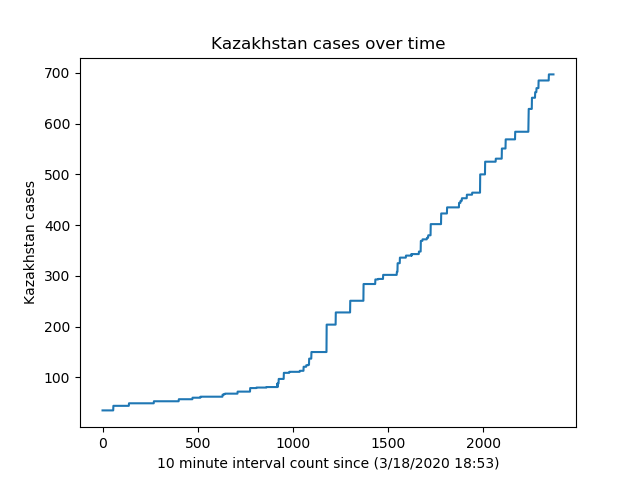 Kazakhstan cases over time
700
600
500
400
300
200
100
Kazakhstan cases
0 500 1000 1500 2000
10 minute interval count since (3/18/2020 18:53)